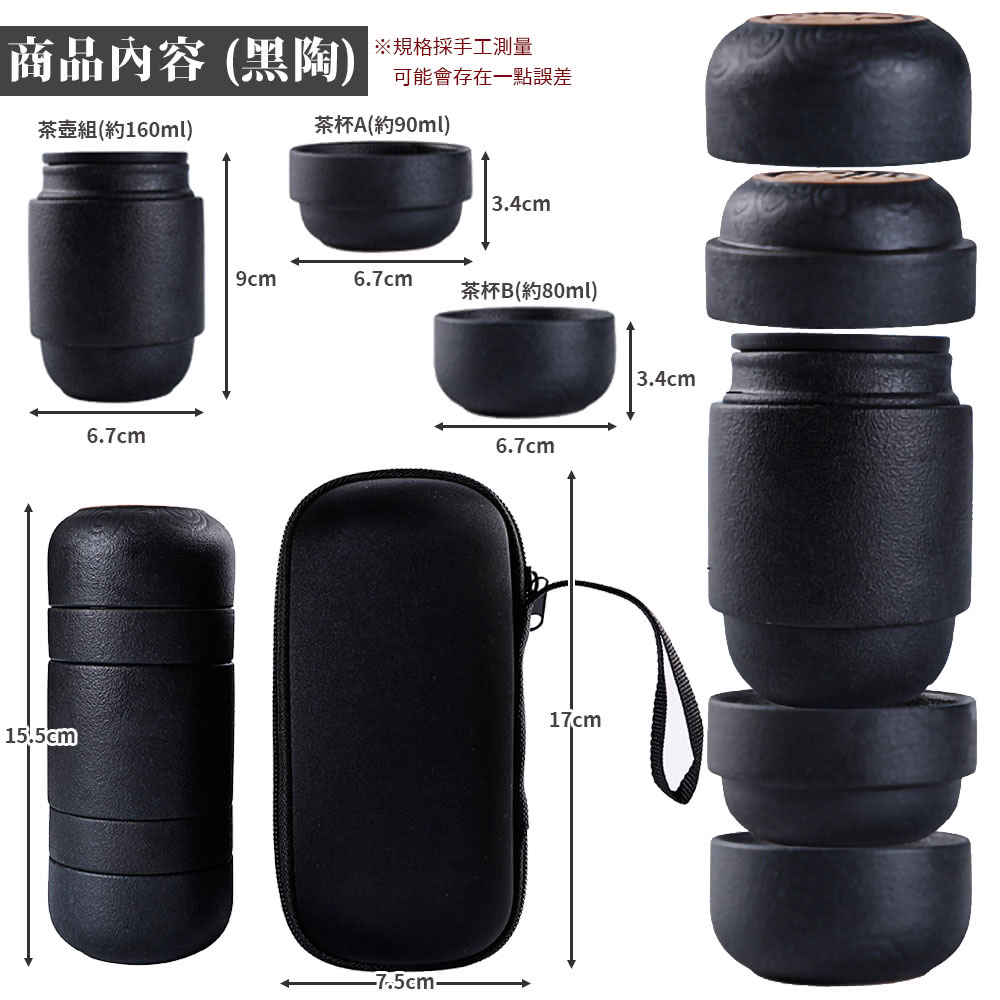 商品內容 (黑陶)
※規格採手工測量
可能會存在一點誤差
茶壺組(約160ml)
9cm
6.7cm
茶杯A(約90ml)
3.4cm
6.7cm
茶杯B(約80ml)
3.4cm
6.7cm
15.5cm
17cm
7.5cm